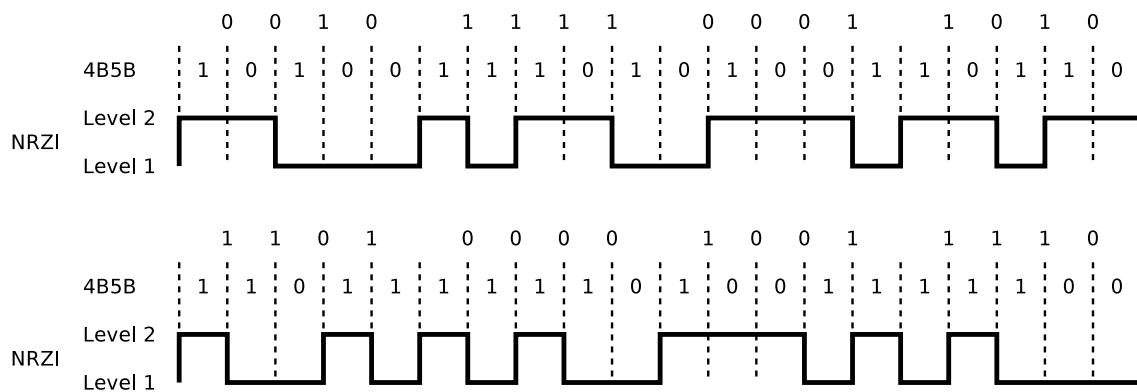 0 0 1 0 1 1 1 1 0 0 0 1 1 0 1 0
4B5B 1 0 1 0 0 1 1 1 0 1 0 1 0 0 1 1 0 1 1 0
Level 2
NRZI
Level 1
1 1 0 1 0 0 0 0 1 0 0 1 1 1 1 0
4B5B 1 1 0 1 1 1 1 1 1 0 1 0 0 1 1 1 1 1 0 0
Level 2
NRZI
Level 1